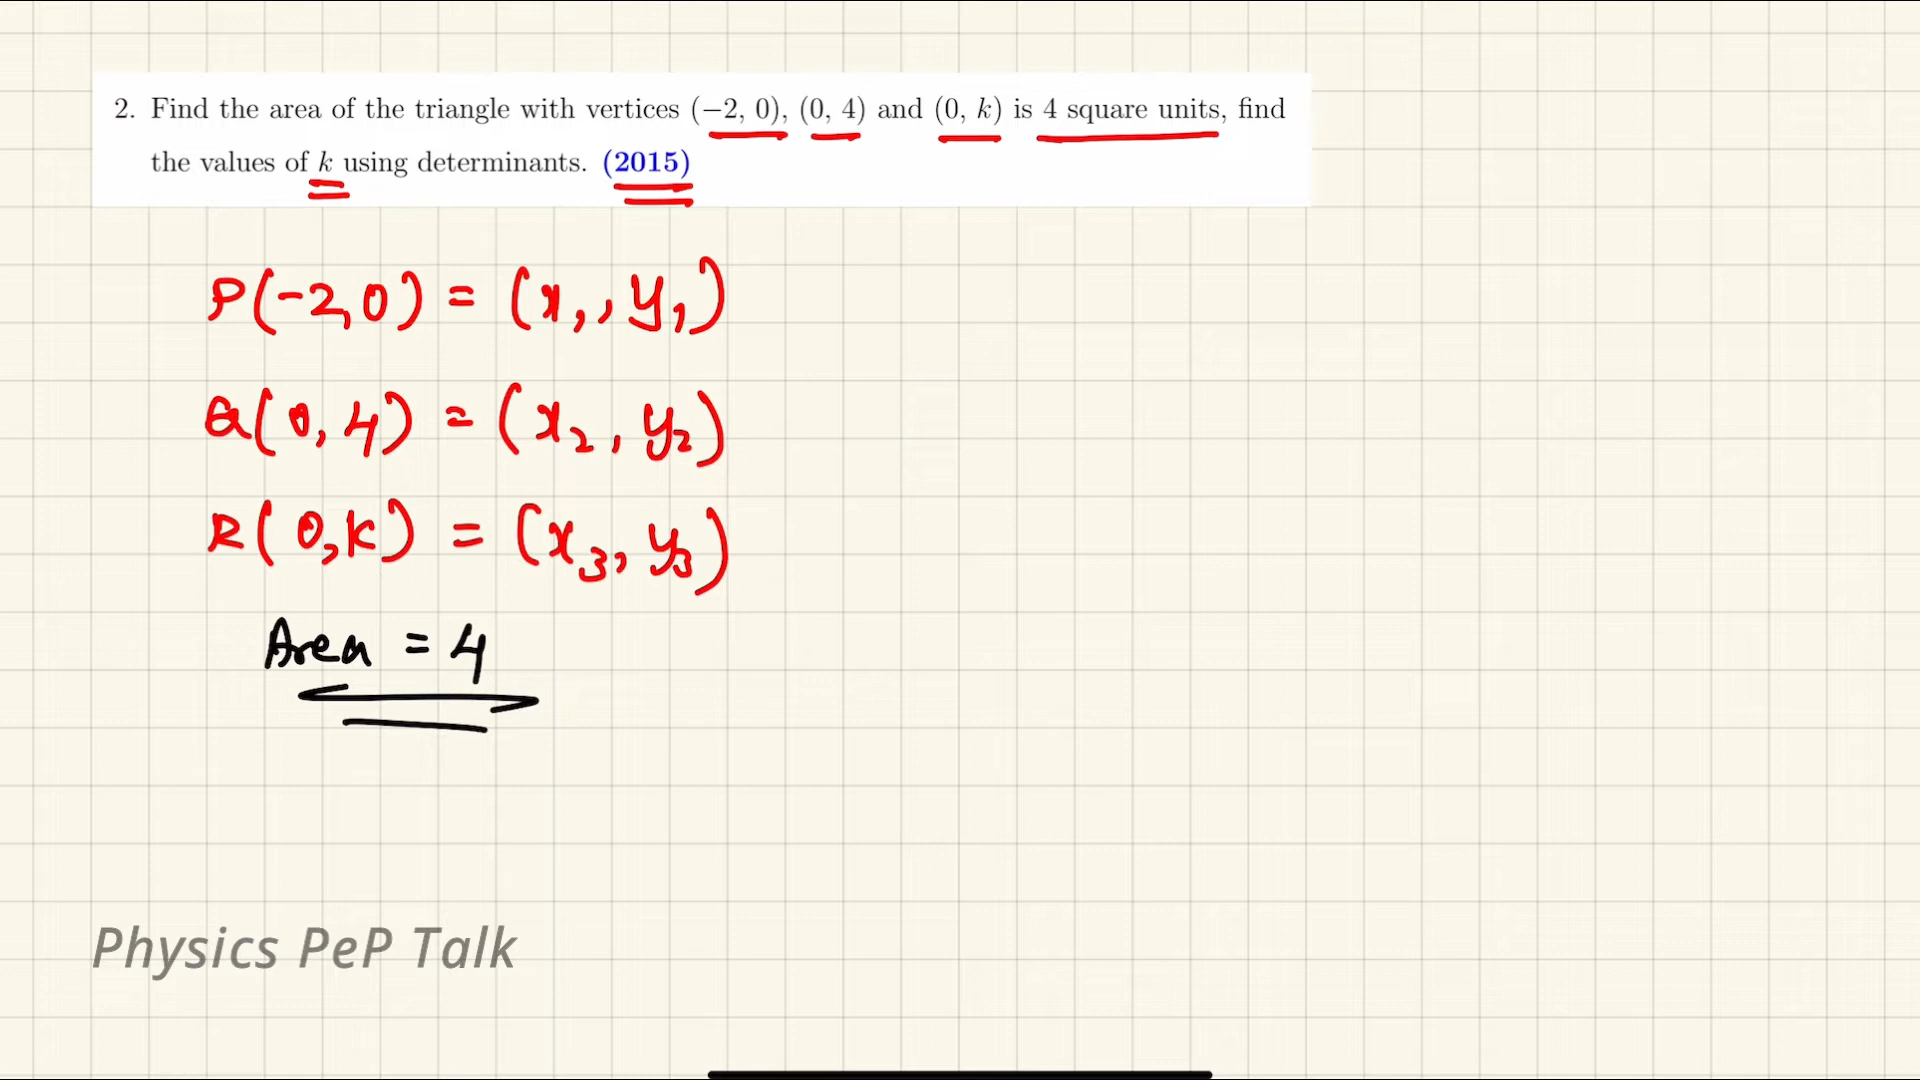 2. Find the area of the triangle with vertices (−2, 0), (0, 4) and (0, k) is 4 square units, find
the values of k using determinants. (2015)
P(-2,0) = (x₁, y₁)
Q(0,4) = (x₂, y₂)
R(0,K) = (x₃, y₃)
Area = 4
Physics PeP Talk